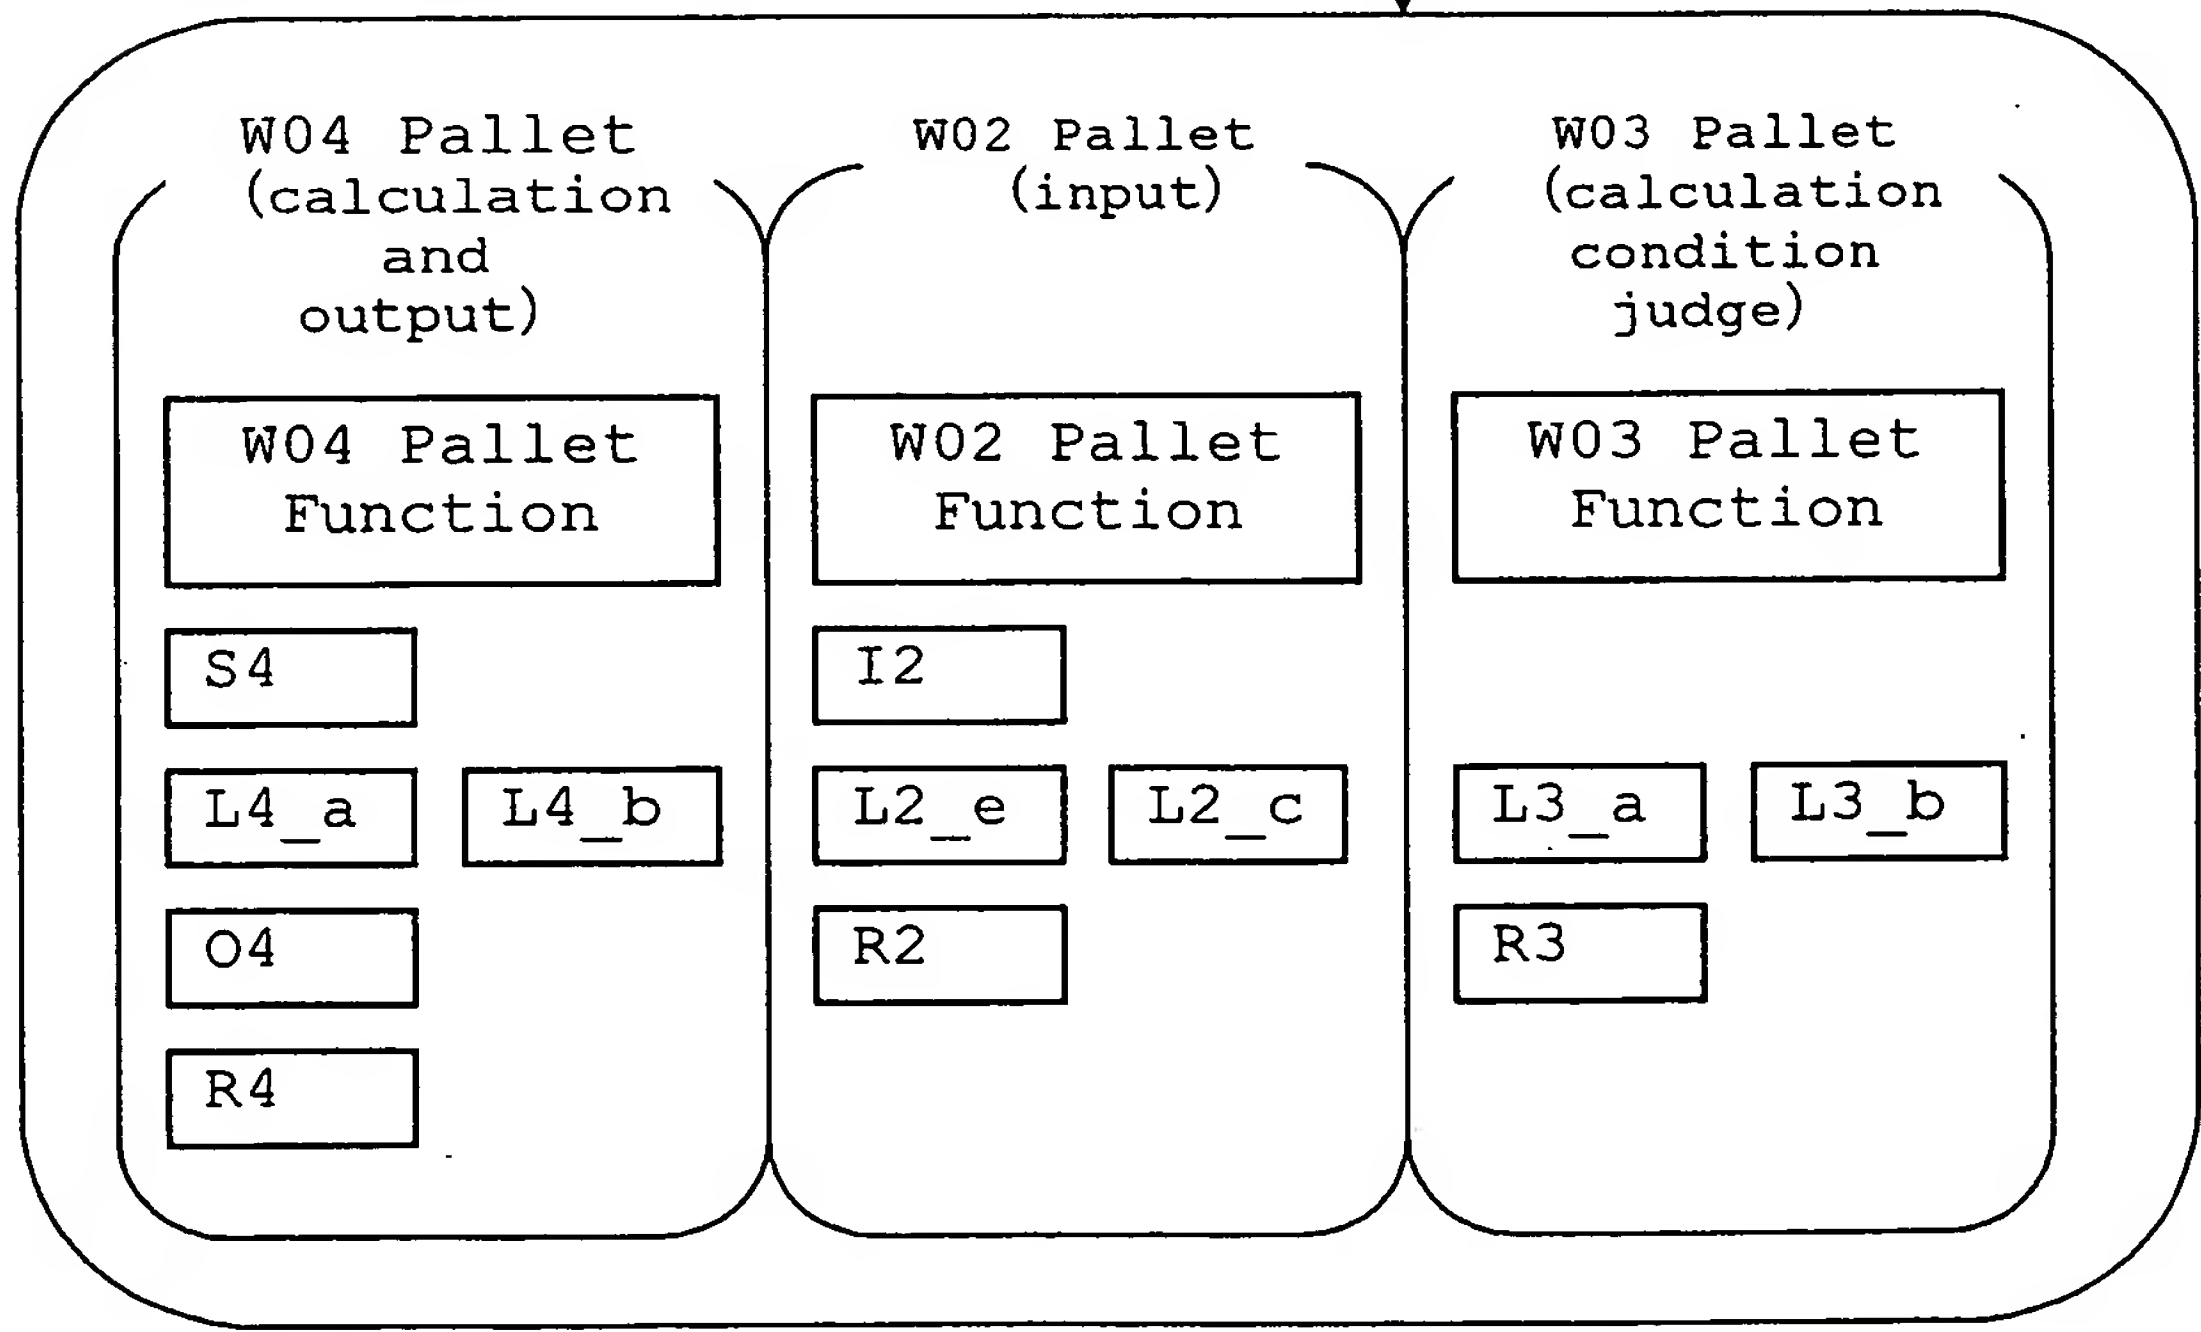 W04 Pallet
(calculation
and
output)
W04 Pallet
Function
S4
L4_a
L4_b
O4
R4
W02 Pallet
(input)
W02 Pallet
Function
I2
L2_e
L2_c
R2
W03 Pallet
(calculation
condition
judge)
W03 Pallet
Function
L3_a
L3_b
R3